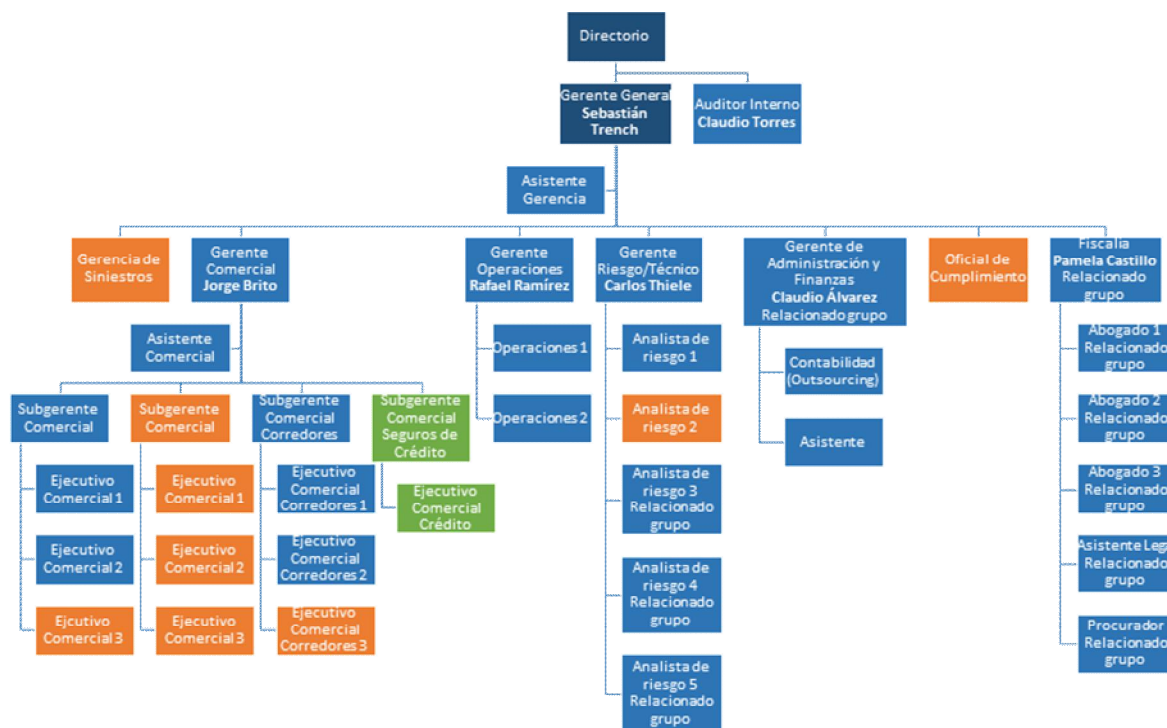 Directorio
Gerente General
Sebastián
Trench
Auditor Interno
Claudio Torres
Asistente
Gerencia
Gerencia de
Siniestros
Gerente
Comercial
Jorge Brito
Gerente
Operaciones
Rafael Ramírez
Gerente
Riesgo/Técnico
Carlos Thiele
Gerente de
Administración y
Finanzas
Claudio Álvarez
Relacionado grupo
Oficial de
Cumplimiento
Fiscalía
Pamela Castillo
Relacionado
grupo
Asistente
Comercial
Subgerente
Comercial
Ejecutivo
Comercial 1
Ejecutivo
Comercial 2
Ejcutivo
Comercial 3
Subgerente
Comercial
Ejecutivo
Comercial 1
Ejecutivo
Comercial 2
Ejecutivo
Comercial 3
Subgerente
Comercial
Corredores
Ejecutivo
Comercial
Corredores 1
Ejecutivo
Comercial
Corredores 2
Ejecutivo
Comercial
Corredores 3
Subgerente
Comercial
Seguros de
Crédito
Ejecutivo
Comercial
Crédito
Operaciones 1
Operaciones 2
Analista de
riesgo 1
Analista de
riesgo 2
Analista de
riesgo 3
Relacionado
grupo
Analista de
riesgo 4
Relacionado
grupo
Analista de
riesgo 5
Relacionado
grupo
Contabilidad
(Outsourcing)
Asistente
Abogado 1
Relacionado
grupo
Abogado 2
Relacionado
grupo
Abogado 3
Relacionado
grupo
Asistente Lega
Relacionado
grupo
Procurador
Relacionado
grupo